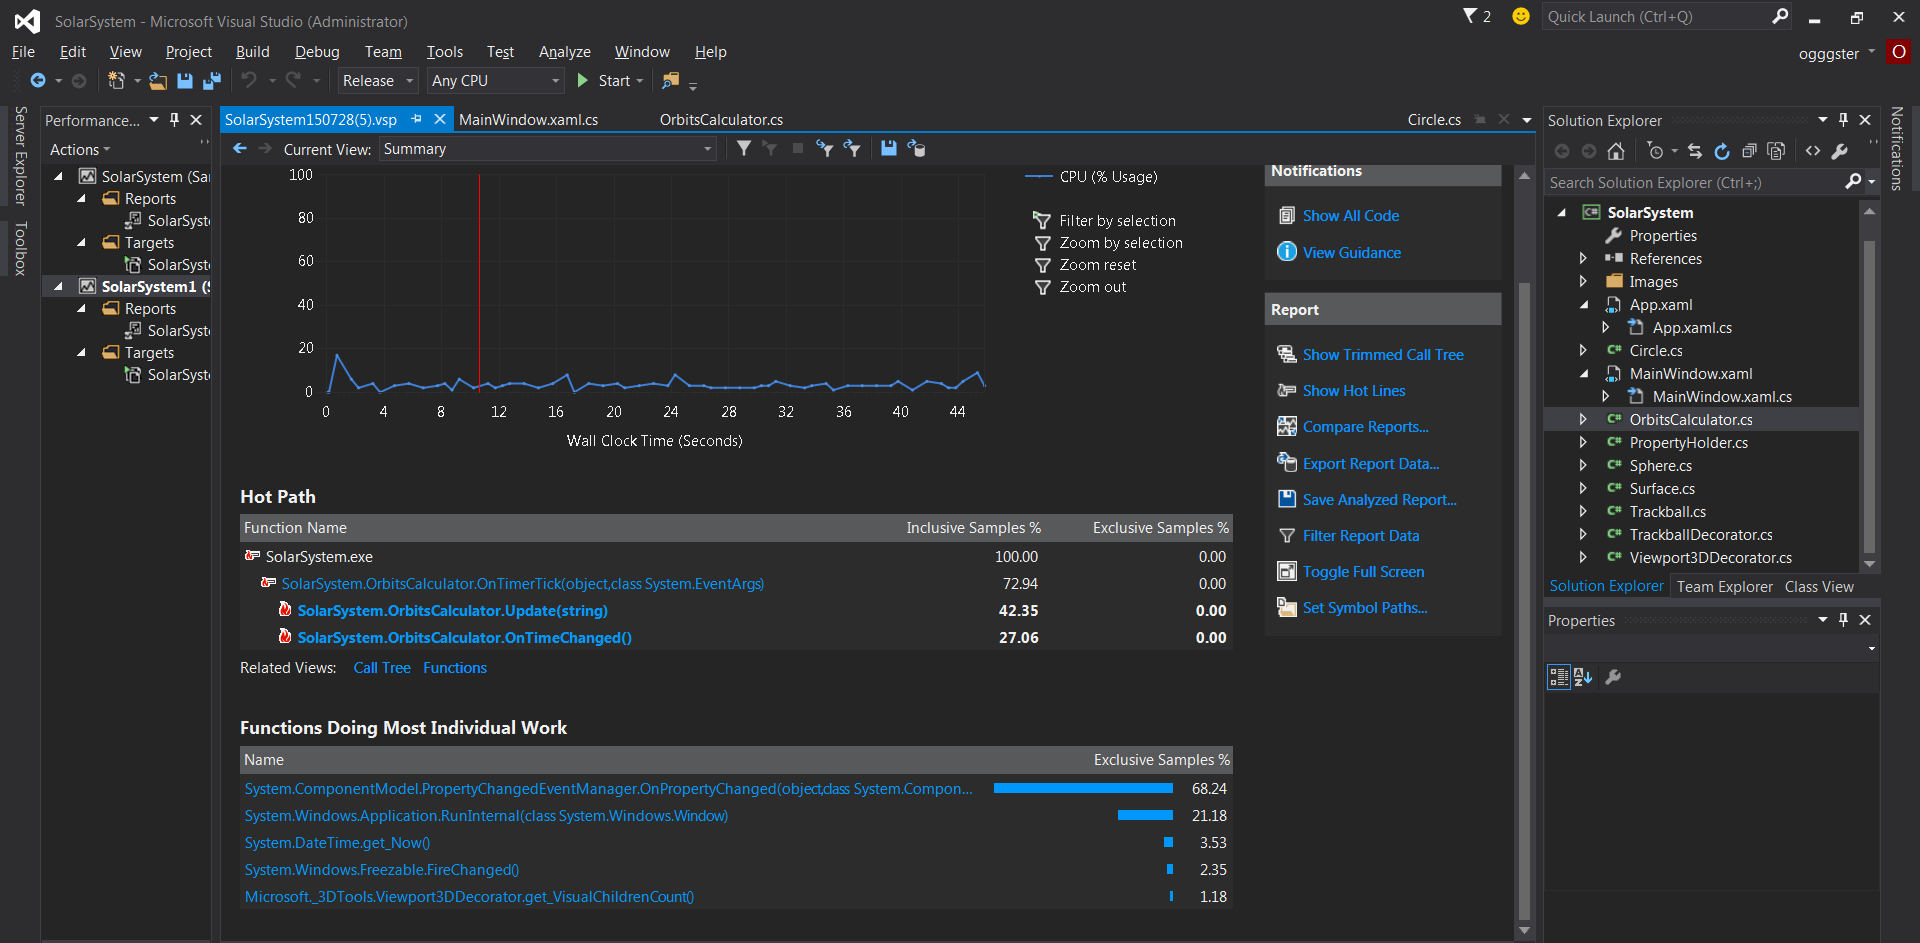 SolarSystem - Microsoft Visual Studio (Administrator)
2
Quick Launch (Ctrl+Q)
File Edit View Project Build Debug Team Tools Test Analyze Window Help
ogggster
O
Release
Any CPU
Start
Server Explorer
Toolbox
Performance...
Actions
SolarSystem (Sar
Reports
SolarSyste
Targets
SolarSyste
SolarSystem1 (S
Reports
SolarSyste
Targets
SolarSyste
SolarSystem150728(5).vsp
MainWindow.xaml.cs
OrbitsCalculator.cs
Circle.cs
Current View: Summary
100
80
60
40
20
0
0 4 8 12 16 20 24 28 32 36 40 44
Wall Clock Time (Seconds)
CPU (% Usage)
Filter by selection
Zoom by selection
Zoom reset
Zoom out
Hot Path
Function Name Inclusive Samples % Exclusive Samples %
SolarSystem.exe 100.00 0.00
SolarSystem.OrbitsCalculator.OnTimerTick(object,class System.EventArgs) 72.94 0.00
SolarSystem.OrbitsCalculator.Update(string) 42.35 0.00
SolarSystem.OrbitsCalculator.OnTimeChanged() 27.06 0.00
Related Views: Call Tree Functions
Functions Doing Most Individual Work
Name Exclusive Samples %
System.ComponentModel.PropertyChangedEventManager.OnPropertyChanged(object,class System.Compon... 68.24
System.Windows.Application.RunInternal(class System.Windows.Window) 21.18
System.DateTime.get_Now() 3.53
System.Windows.Freezable.FireChanged() 2.35
Microsoft._3DTools.Viewport3DDecorator.get_VisualChildrenCount() 1.18
Notifications
Show All Code
View Guidance
Report
Show Trimmed Call Tree
Show Hot Lines
Compare Reports...
Export Report Data...
Save Analyzed Report...
Filter Report Data
Toggle Full Screen
Set Symbol Paths...
Solution Explorer
Search Solution Explorer (Ctrl+;)
SolarSystem
Properties
References
Images
App.xaml
App.xaml.cs
Circle.cs
MainWindow.xaml
MainWindow.xaml.cs
OrbitsCalculator.cs
PropertyHolder.cs
Sphere.cs
Surface.cs
Trackball.cs
TrackballDecorator.cs
Viewport3DDecorator.cs
Solution Explorer Team Explorer Class View
Properties
Notifications